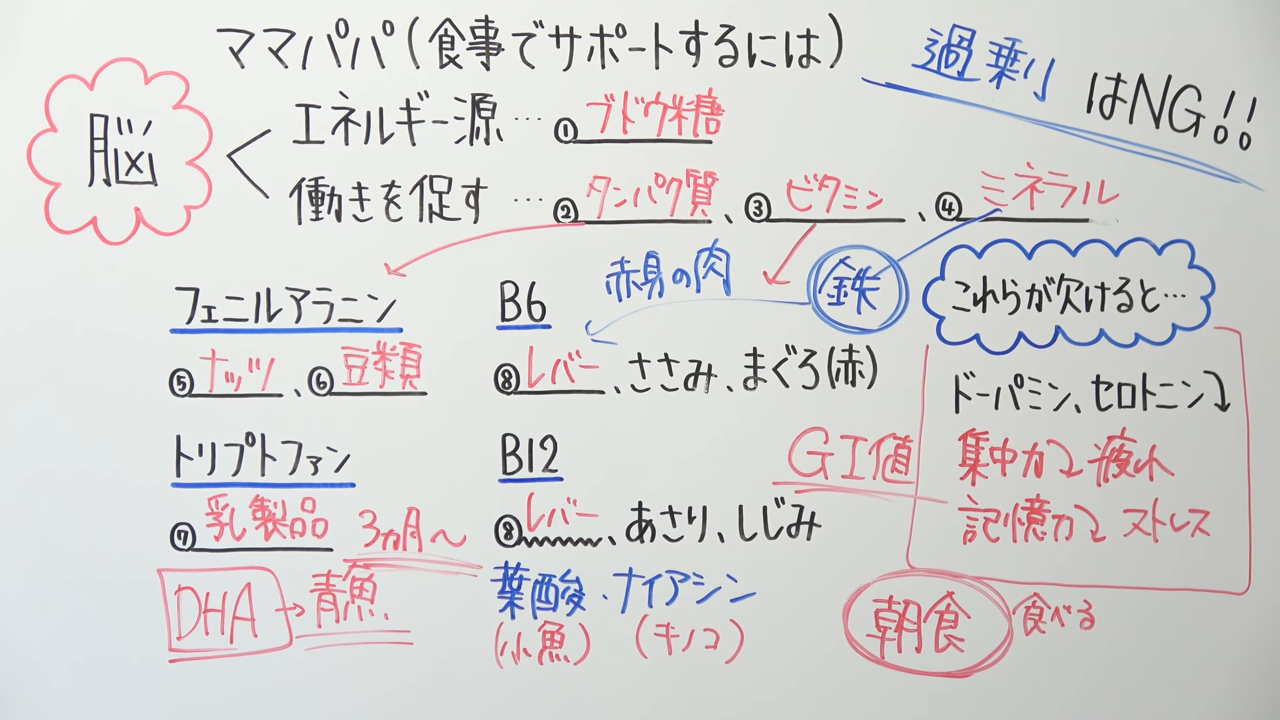 ママパパ(食事でサポートするには)
過剰はNG!!
脳
エネルギー源…①ブドウ糖
働きを促す…②タンパク質、③ビタミン、④ミネラル
赤身の肉
鉄
これらが欠けると…
フェニルアラニン
⑤ナッツ、⑥豆類
B6
⑧レバー、ささみ、まぐろ(赤)
ドーパミン、セロトニン⤵
集中力⤵ 疲れ
記憶力⤵ ストレス
GI値
トリプトファン
⑦乳製品
3ヵ月〜
B12
⑧レバー、あさり、しじみ
DHA→青魚
葉酸・ナイアシン
(小魚) (キノコ)
朝食 食べる